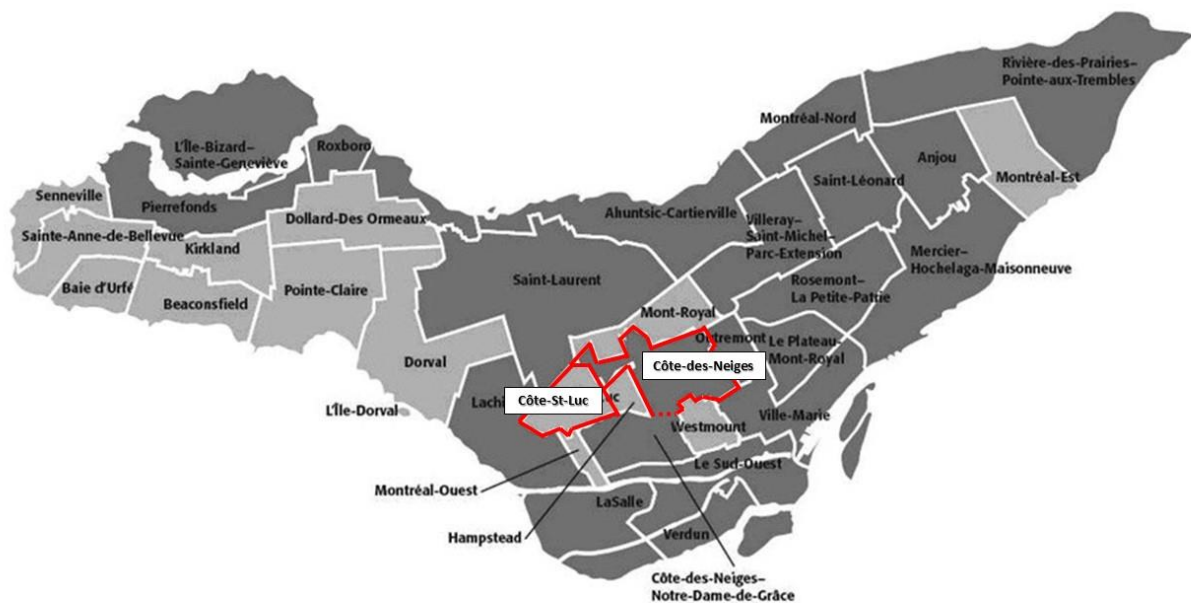 Rivière-des-Prairies–
Pointe-aux-Trembles
Montréal-Nord
L'Île-Bizard–
Sainte-Geneviève
Roxboro
Anjou
Saint-Léonard
Montréal-Est
Senneville
Pierrefonds
Dollard-Des Ormeaux
Ahuntsic-Cartierville
Villeray–
Saint-Michel–
Parc-Extension
Sainte-Anne-de-Bellevue
Kirkland
Mercier–
Hochelaga-Maisonneuve
Saint-Laurent
Rosemont–
La Petite-Patrie
Baie d'Urfé
Beaconsfield
Pointe-Claire
Mont-Royal
Outremont
Le Plateau-
Mont-Royal
Dorval
Côte-des-Neiges
Côte-St-Luc
L'Île-Dorval
Ville-Marie
Westmount
Le Sud-Ouest
Montréal-Ouest
LaSalle
Hampstead
Verdun
Côte-des-Neiges–
Notre-Dame-de-Grâce